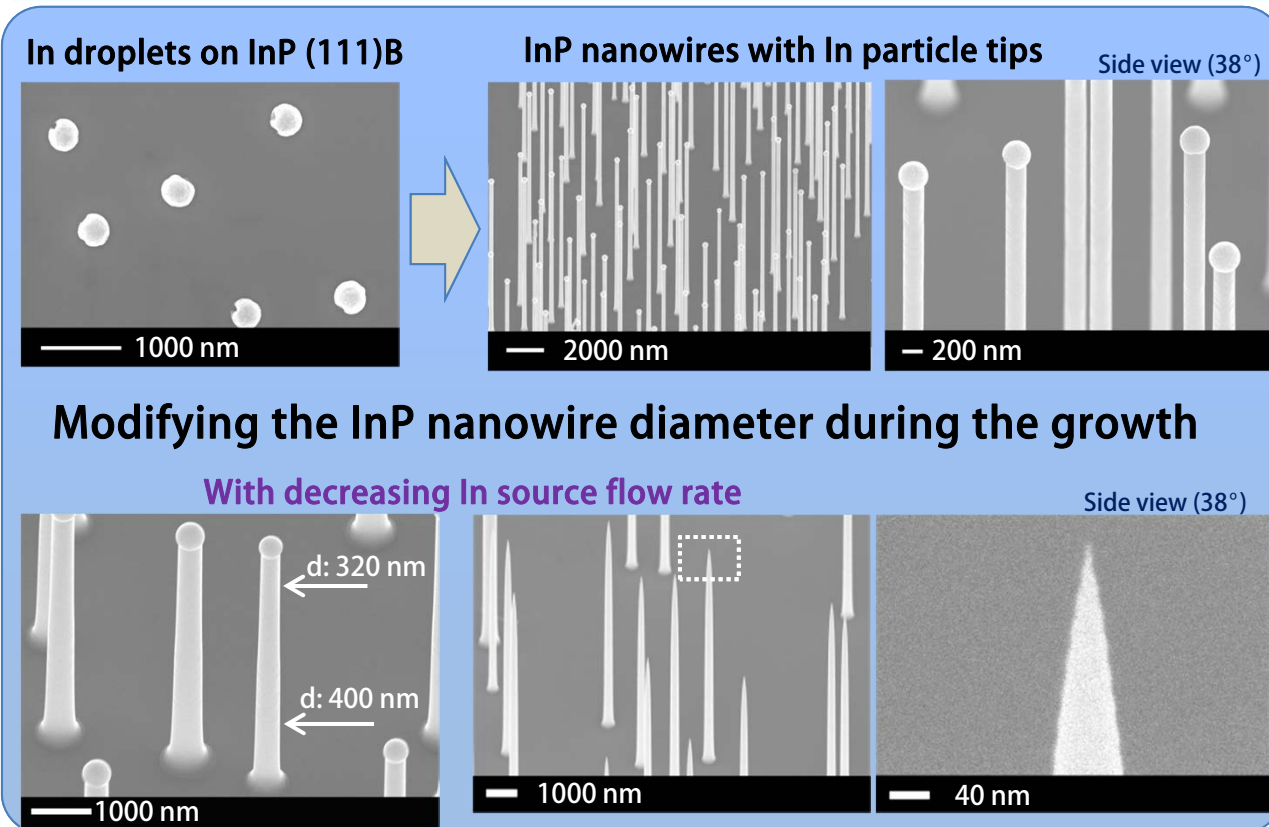 In droplets on InP (111)B
InP nanowires with In particle tips
Side view (38°)
1000 nm
2000 nm
200 nm
Modifying the InP nanowire diameter during the growth
With decreasing In source flow rate
Side view (38°)
d: 320 nm
d: 400 nm
1000 nm
1000 nm
40 nm